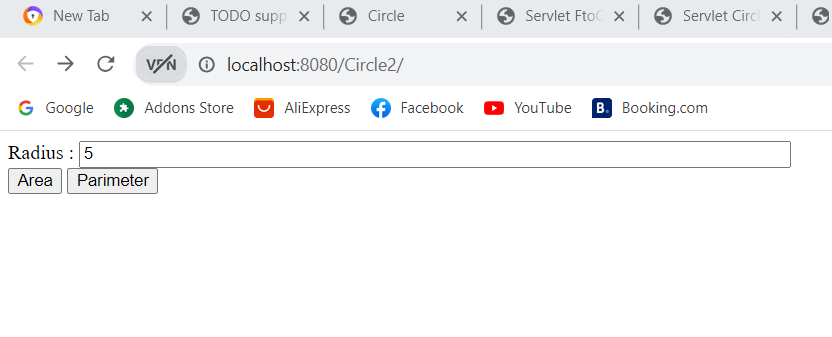 New Tab
TODO supp
Circle
Servlet FtoC
Servlet Circl
VPN
localhost:8080/Circle2/
Google
Addons Store
AliExpress
Facebook
YouTube
B. Booking.com
Radius : 5
Area Parimeter